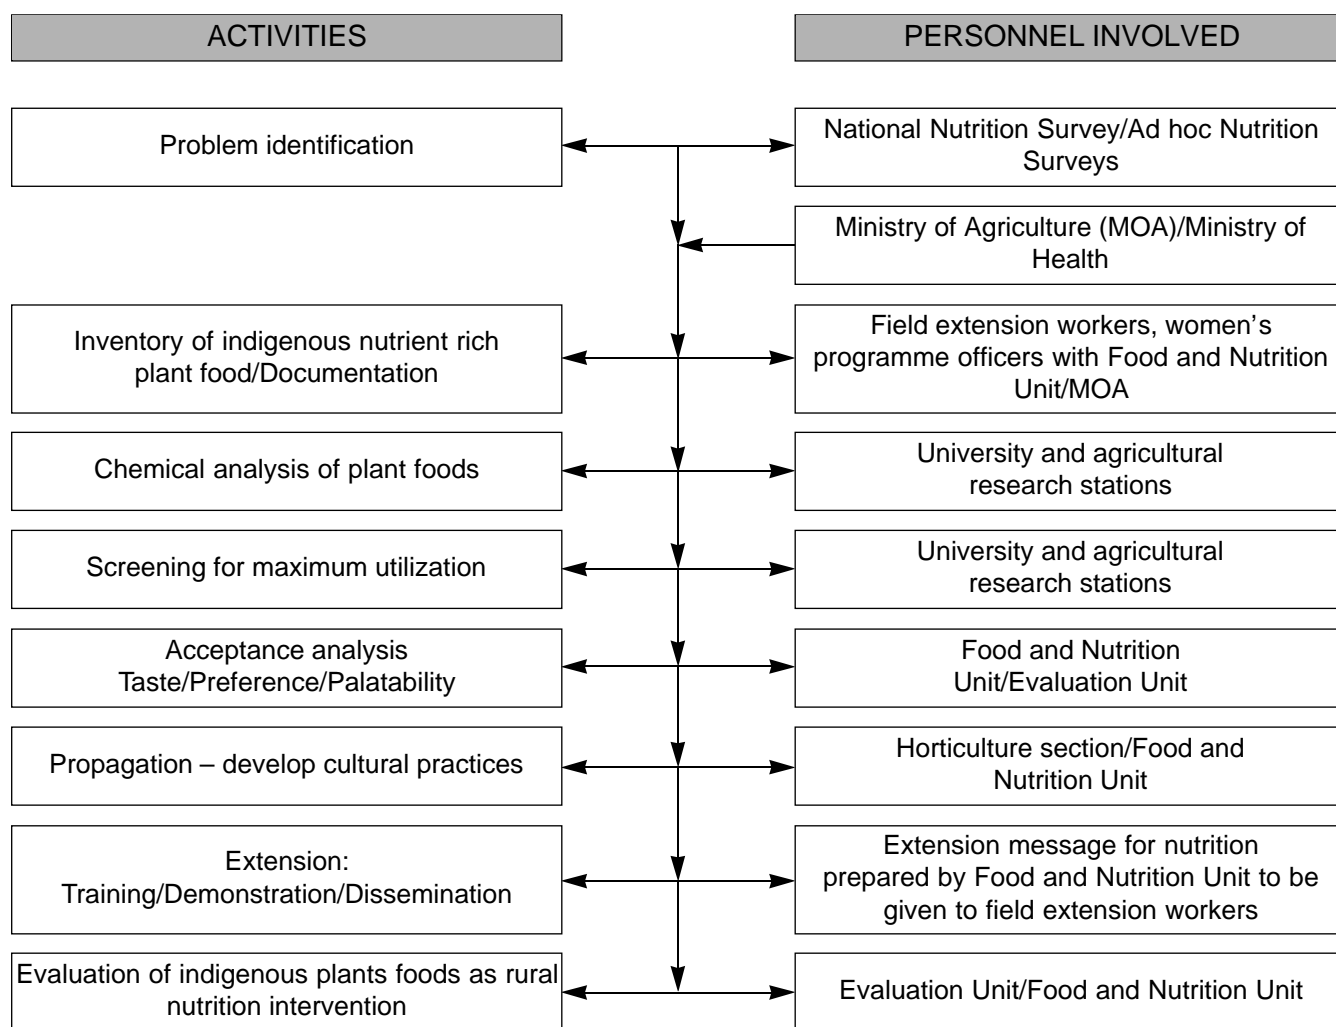 ACTIVITIES
PERSONNEL INVOLVED
Problem identification
National Nutrition Survey/Ad hoc Nutrition
Surveys
Ministry of Agriculture (MOA)/Ministry of
Health
Inventory of indigenous nutrient rich
plant food/Documentation
Field extension workers, women’s
programme officers with Food and Nutrition
Unit/MOA
Chemical analysis of plant foods
University and agricultural
research stations
Screening for maximum utilization
University and agricultural
research stations
Acceptance analysis
Taste/Preference/Palatability
Food and Nutrition
Unit/Evaluation Unit
Propagation – develop cultural practices
Horticulture section/Food and
Nutrition Unit
Extension:
Training/Demonstration/Dissemination
Extension message for nutrition
prepared by Food and Nutrition Unit to be
given to field extension workers
Evaluation of indigenous plants foods as rural
nutrition intervention
Evaluation Unit/Food and Nutrition Unit